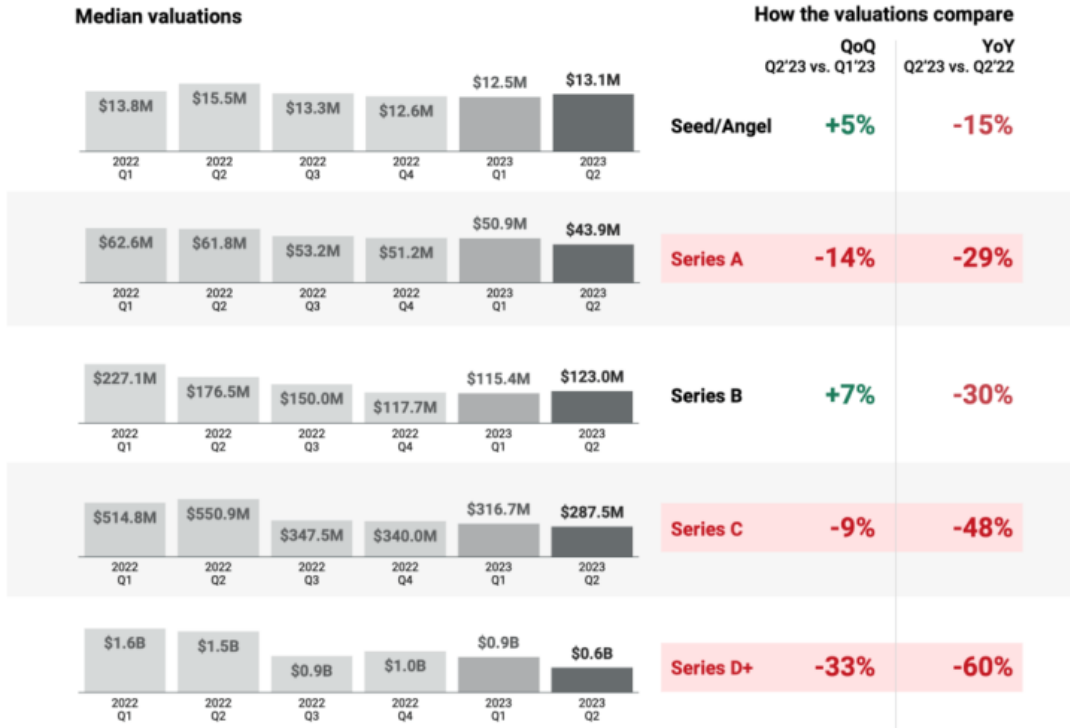 Median valuations
How the valuations compare
QoQ
Q2'23 vs. Q1'23
YoY
Q2'23 vs. Q2'22
$13.8M
$15.5M
$13.3M
$12.6M
$12.5M
$13.1M
2022 Q1
2022 Q2
2022 Q3
2022 Q4
2023 Q1
2023 Q2
Seed/Angel +5% -15%
$62.6M
$61.8M
$53.2M
$51.2M
$50.9M
$43.9M
2022 Q1
2022 Q2
2022 Q3
2022 Q4
2023 Q1
2023 Q2
Series A -14% -29%
$227.1M
$176.5M
$150.0M
$117.7M
$115.4M
$123.0M
2022 Q1
2022 Q2
2022 Q3
2022 Q4
2023 Q1
2023 Q2
Series B +7% -30%
$514.8M
$550.9M
$347.5M
$340.0M
$316.7M
$287.5M
2022 Q1
2022 Q2
2022 Q3
2022 Q4
2023 Q1
2023 Q2
Series C -9% -48%
$1.6B
$1.5B
$0.9B
$1.0B
$0.9B
$0.6B
2022 Q1
2022 Q2
2022 Q3
2022 Q4
2023 Q1
2023 Q2
Series D+ -33% -60%